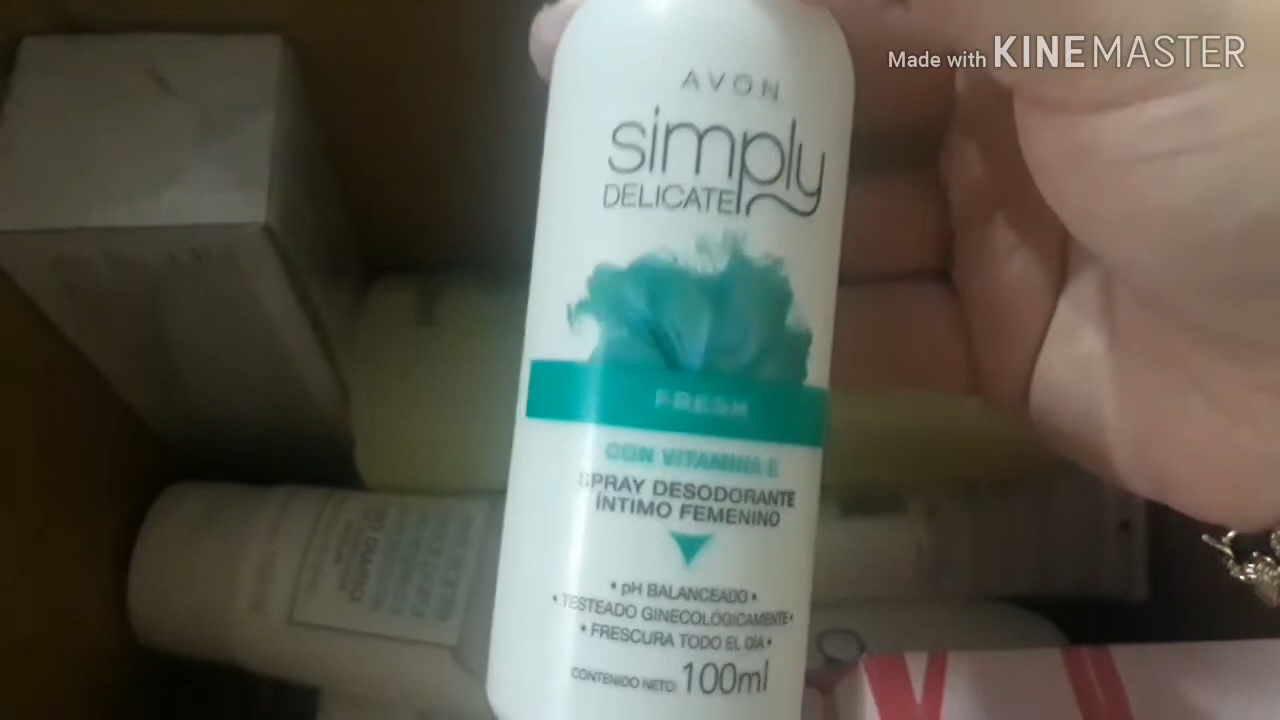 Made with KINEMASTER
AVON
simply
DELICATE
FRESH
CON VITAMINA E
SPRAY DESODORANTE
ÍNTIMO FEMENINO
• pH BALANCEADO •
• TESTEADO GINECOLÓGICAMENTE •
• FRESCURA TODO EL DÍA •
CONTENIDO NETO 100ml